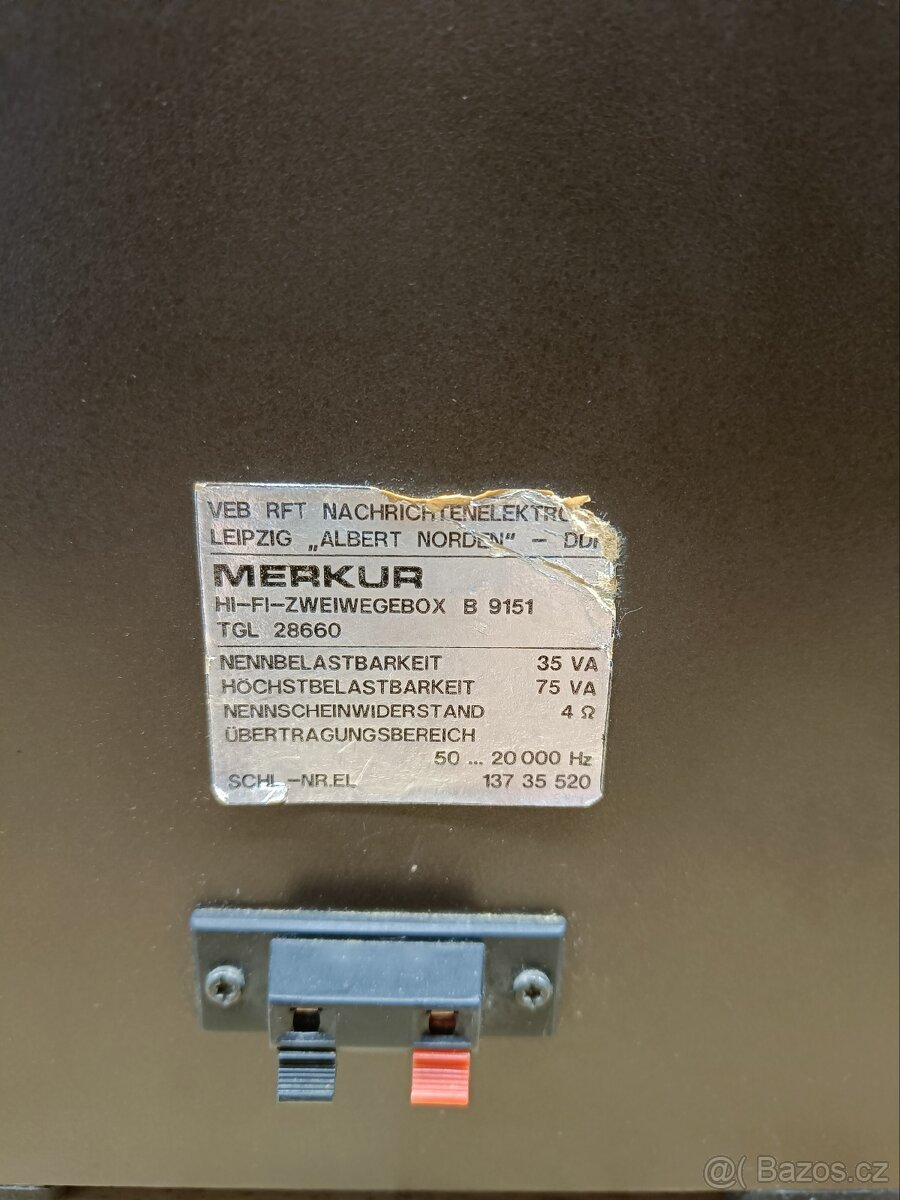 VEB RFT NACHRICHTENELEKTRO
LEIPZIG „ALBERT NORDEN“ – DD
MERKUR
HI-FI-ZWEIWEGEBOX B 9151
TGL 28660
NENNBELASTBARKEIT 35 VA
HÖCHSTBELASTBARKEIT 75 VA
NENNSCHEINWIDERSTAND 4 Ω
ÜBERTRAGUNGSBEREICH
50 ... 20 000 Hz
SCHL.-NR.EL 137 35 520
@ Bazos.cz